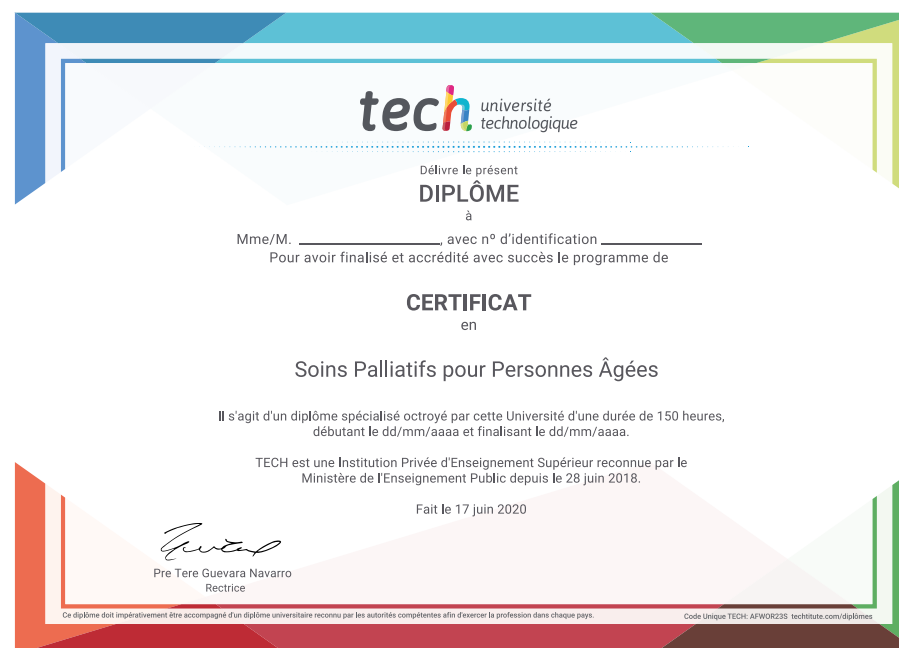 tech université
technologique
Délivre le présent
DIPLÔME
à
Mme/M. ____________________, avec nº d'identification ______________
Pour avoir finalisé et accrédité avec succès le programme de
CERTIFICAT
en
Soins Palliatifs pour Personnes Âgées
Il s'agit d'un diplôme spécialisé octroyé par cette Université d'une durée de 150 heures,
débutant le dd/mm/aaaa et finalisant le dd/mm/aaaa.
TECH est une Institution Privée d'Enseignement Supérieur reconnue par le
Ministère de l'Enseignement Public depuis le 28 juin 2018.
Fait le 17 juin 2020
Pre Tere Guevara Navarro
Rectrice
Ce diplôme doit impérativement être accompagné d'un diplôme universitaire reconnu par les autorités compétentes afin d'exercer la profession dans chaque pays.
Code Unique TECH: AFWOR23S techtitute.com/diplômes